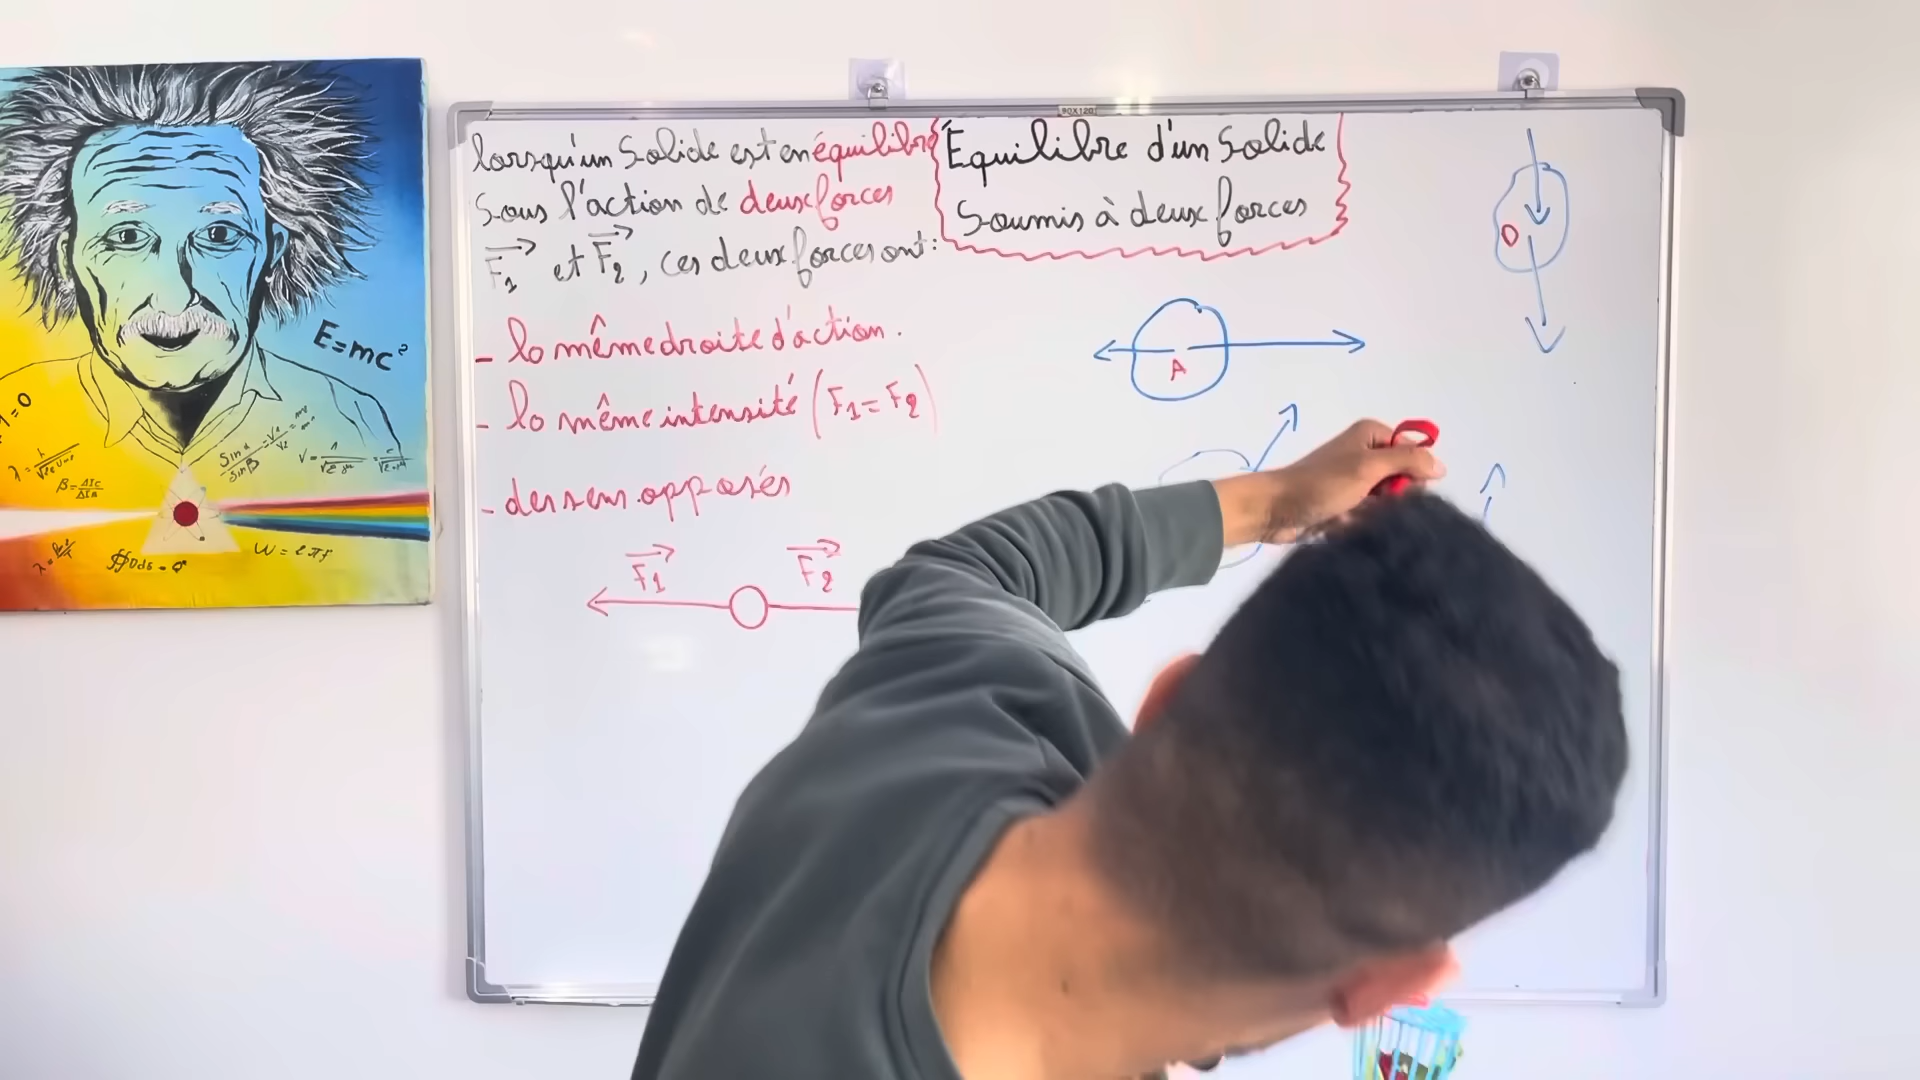 lorsqu'un Solide est en équilibre
sous l'action de deux forces
F₁ et F₂, ces deux forces ont :
- la même droite d'action.
- la même intensité (F₁ = F₂)
- des sens opposés
F₁ F₂
Équilibre d'un Solide
Soumis à deux forces
D
A
90X120
E=mc²